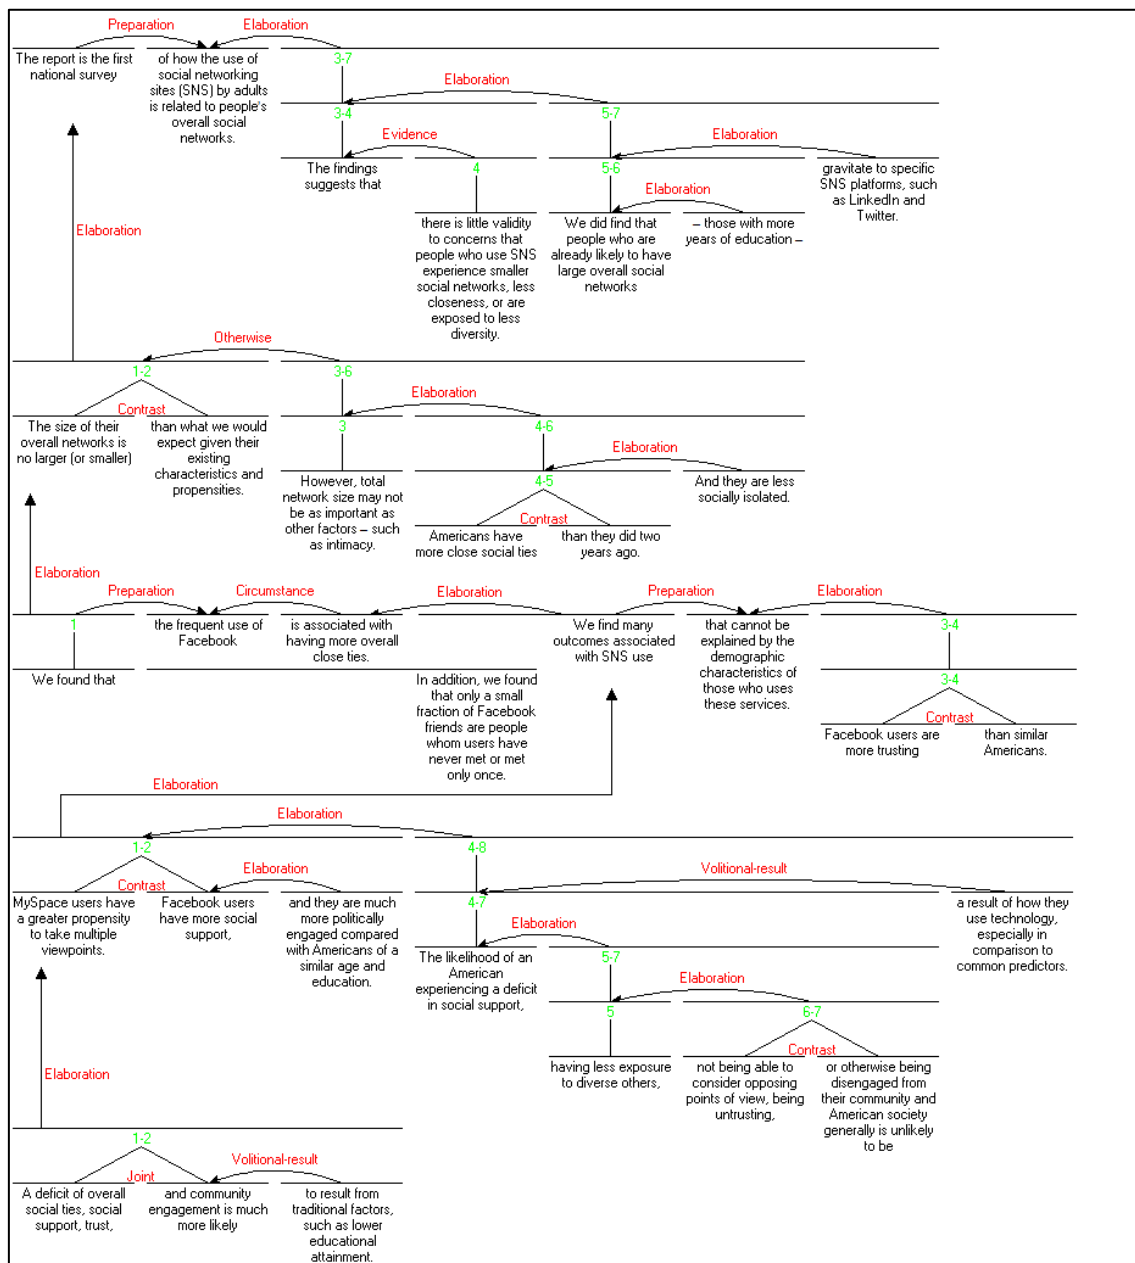 Preparation
Elaboration
The report is the first
national survey
of how the use of
social networking
sites (SNS) by adults
is related to people's
overall social
networks.
3-7
Elaboration
3-4
5-7
Evidence
Elaboration
The findings
suggests that
4
5-6
gravitate to specific
SNS platforms, such
as LinkedIn and
Twitter.
Elaboration
there is little validity
to concerns that
people who use SNS
experience smaller
social networks, less
closeness, or are
exposed to less
diversity.
We did find that
people who are
already likely to have
large overall social
networks
– those with more
years of education –
Elaboration
Otherwise
1-2
3-6
Contrast
Elaboration
The size of their
overall networks is
no larger (or smaller)
than what we would
expect given their
existing
characteristics and
propensities.
3
4-6
Elaboration
However, total
network size may not
be as important as
other factors – such
as intimacy.
4-5
And they are less
socially isolated.
Contrast
Americans have
more close social ties
than they did two
years ago.
Elaboration
Preparation
Circumstance
Elaboration
Preparation
Elaboration
1
the frequent use of
Facebook
is associated with
having more overall
close ties.
We find many
outcomes associated
with SNS use
that cannot be
explained by the
demographic
characteristics of
those who uses
these services.
3-4
We found that
In addition, we found
that only a small
fraction of Facebook
friends are people
whom users have
never met or met
only once.
3-4
Contrast
Facebook users are
more trusting
than similar
Americans.
Elaboration
Elaboration
1-2
4-8
Contrast
Elaboration
Volitional-result
MySpace users have
a greater propensity
to take multiple
viewpoints.
Facebook users
have more social
support,
and they are much
more politically
engaged compared
with Americans of a
similar age and
education.
4-7
a result of how they
use technology,
especially in
comparison to
common predictors.
Elaboration
The likelihood of an
American
experiencing a deficit
in social support,
5-7
Elaboration
5
6-7
Contrast
having less exposure
to diverse others,
not being able to
consider opposing
points of view, being
untrusting,
or otherwise being
disengaged from
their community and
American society
generally is unlikely
to be
Elaboration
1-2
Joint
Volitional-result
A deficit of overall
social ties, social
support, trust,
and community
engagement is much
more likely
to result from
traditional factors,
such as lower
educational
attainment.